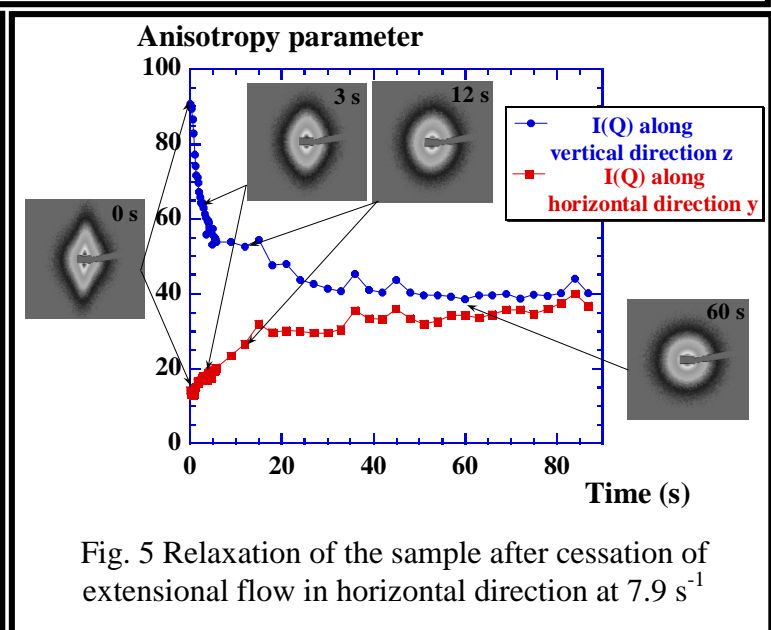 Anisotropy parameter
100
80
60
40
20
0
0 s
3 s
12 s
60 s
I(Q) along
vertical direction z
I(Q) along
horizontal direction y
0 20 40 60 80
Time (s)
Fig. 5 Relaxation of the sample after cessation of
extensional flow in horizontal direction at 7.9 s⁻¹